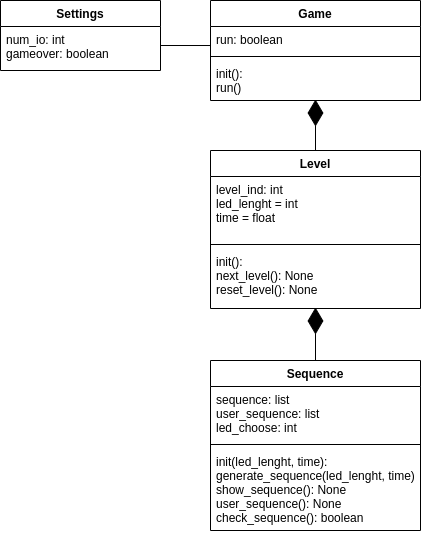 Settings
num_io: int
gameover: boolean
Game
run: boolean
init():
run()
Level
level_ind: int
led_lenght = int
time = float
init():
next_level(): None
reset_level(): None
Sequence
sequence: list
user_sequence: list
led_choose: int
init(led_lenght, time):
generate_sequence(led_lenght, time)
show_sequence(): None
user_sequence(): None
check_sequence(): boolean